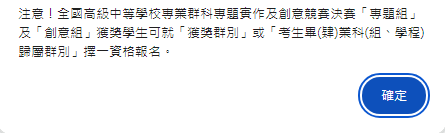 注意！全國高級中等學校專業群科專題實作及創意競賽決賽「專題組」
及「創意組」獲獎學生可就「獲獎群別」或「考生畢(肄)業科(組、學程)
歸屬群別」擇一資格報名。
確定